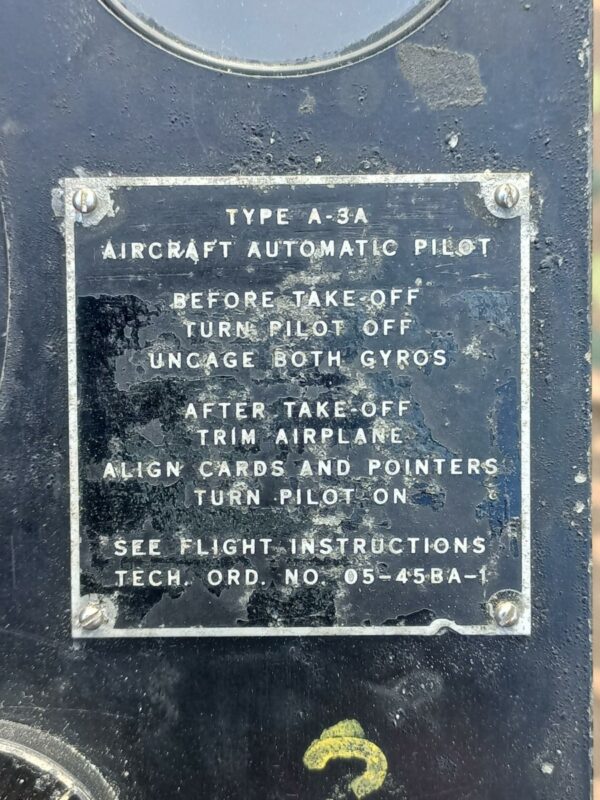 TYPE A-3A
AIRCRAFT AUTOMATIC PILOT
BEFORE TAKE-OFF
TURN PILOT OFF
UNCAGE BOTH GYROS
AFTER TAKE-OFF
TRIM AIRPLANE
ALIGN CARDS AND POINTERS
TURN PILOT ON
SEE FLIGHT INSTRUCTIONS
TECH. ORD. NO. 05-45BA-1